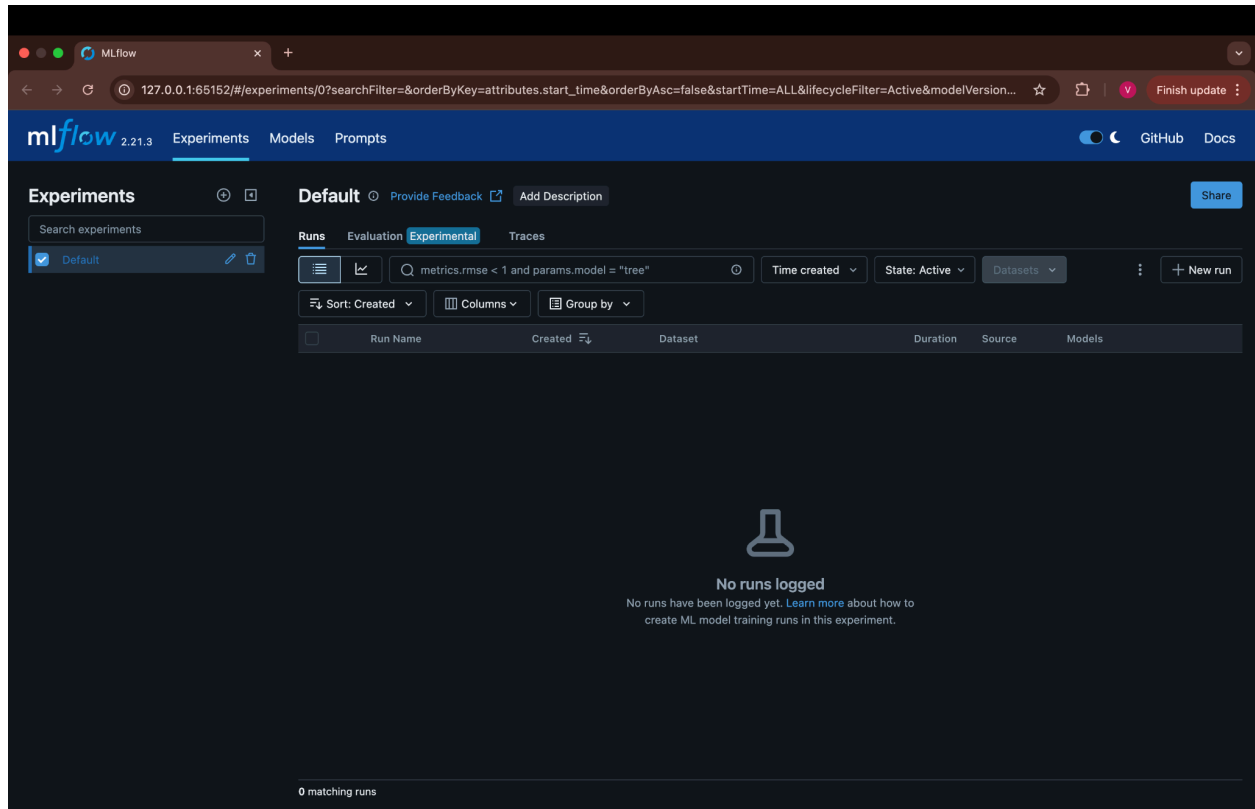 MLflow
127.0.0.1:65152/#/experiments/0?searchFilter=&orderByKey=attributes.start_time&orderByAsc=false&startTime=ALL&lifecycleFilter=Active&modelVersion...
V
Finish update
mlflow 2.21.3 Experiments Models Prompts GitHub Docs
Experiments
Search experiments
Default
Default Provide Feedback Add Description Share
Runs Evaluation Experimental Traces
metrics.rmse < 1 and params.model = "tree" Time created State: Active Datasets New run
Sort: Created Columns Group by
Run Name Created Dataset Duration Source Models
No runs logged
No runs have been logged yet. Learn more about how to
create ML model training runs in this experiment.
0 matching runs